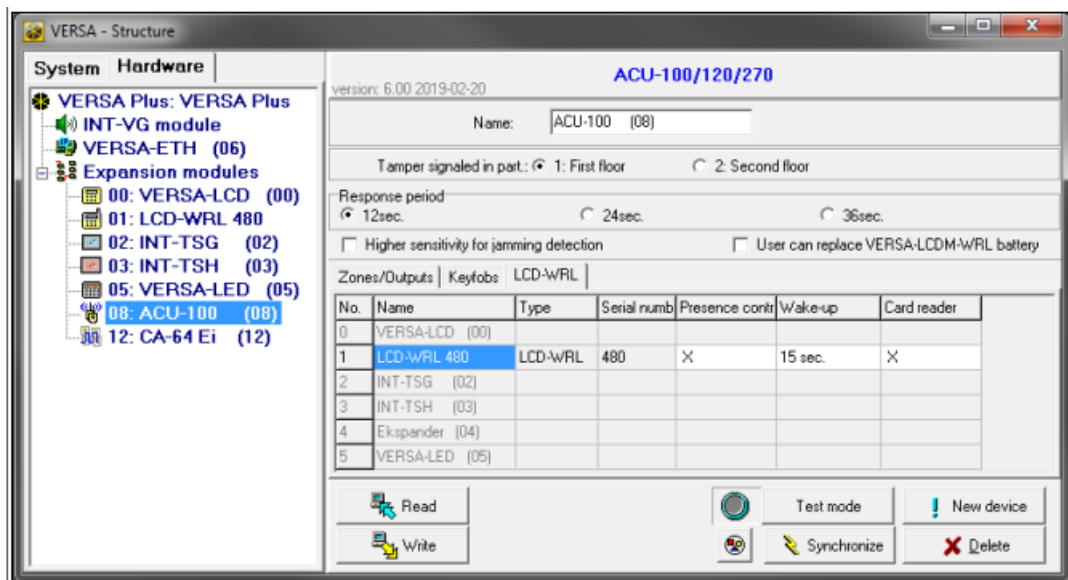 VERSA - Structure
System Hardware
VERSA Plus: VERSA Plus
INT-VG module
VERSA-ETH (06)
Expansion modules
00: VERSA-LCD (00)
01: LCD-WRL 480
02: INT-TSG (02)
03: INT-TSH (03)
05: VERSA-LED (05)
08: ACU-100 (08)
12: CA-64 Ei (12)
ACU-100/120/270
version: 6.00 2019-02-20
Name: ACU-100 (08)
Tamper signaled in part.: 1: First floor 2: Second floor
Response period
12sec. 24sec. 36sec.
Higher sensitivity for jamming detection User can replace VERSA-LCDM-WRL battery
Zones/Outputs Keyfobs LCD-WRL
No. Name Type Serial numb Presence contr Wake-up Card reader
0 VERSA-LCD (00)
1 LCD-WRL 480 LCD-WRL 480 X 15 sec. X
2 INT-TSG (02)
3 INT-TSH (03)
4 Ekspander (04)
5 VERSA-LED (05)
Read Test mode New device
Write Synchronize Delete